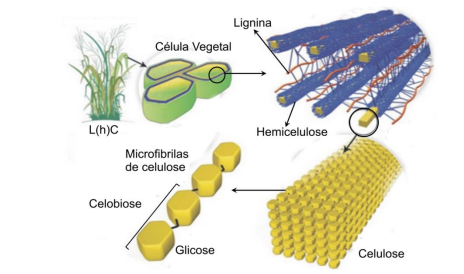 Lignina
Célula Vegetal
L(h)C
Hemicelulose
Microfibrilas
de celulose
Celobiose
Glicose
Celulose